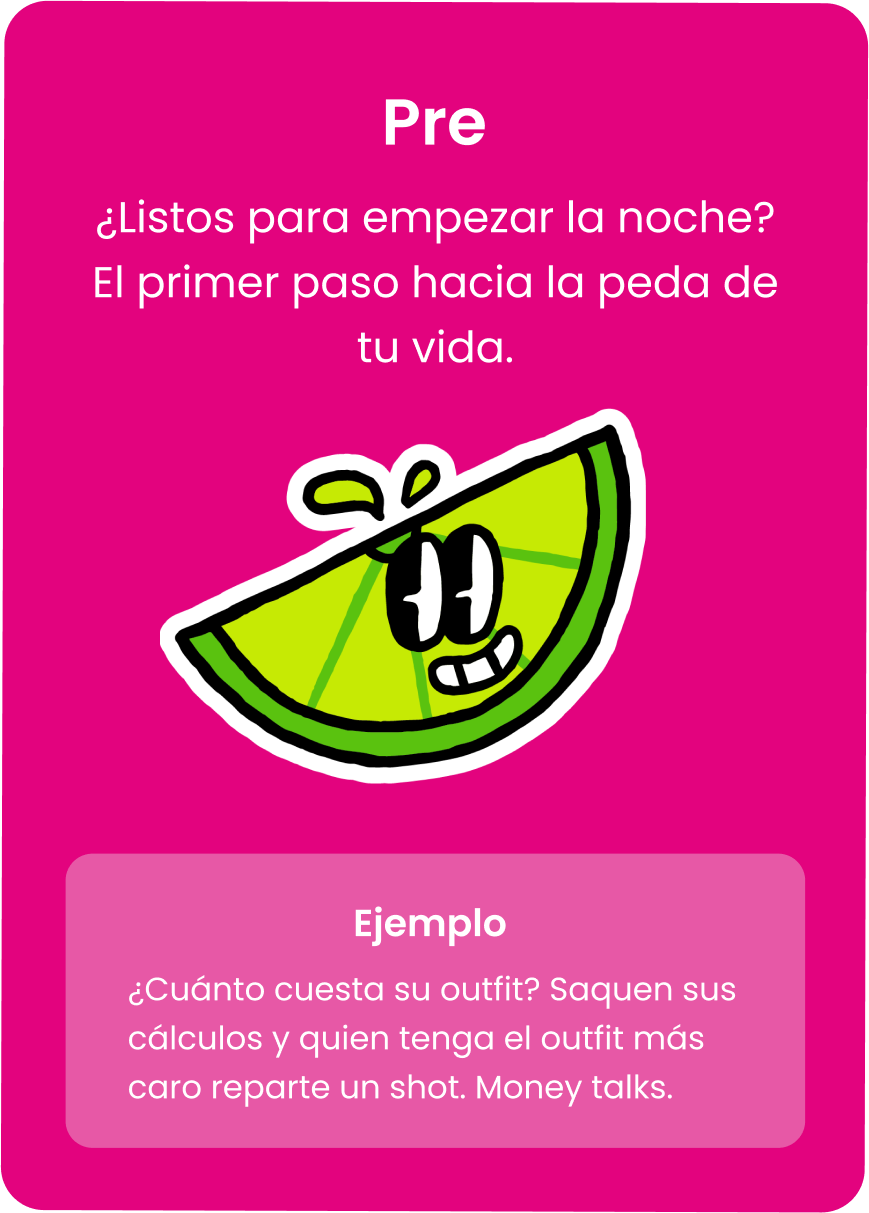 Pre
¿Listos para empezar la noche?
El primer paso hacia la peda de
tu vida.
Ejemplo
¿Cuánto cuesta su outfit? Saquen sus
cálculos y quien tenga el outfit más
caro reparte un shot. Money talks.